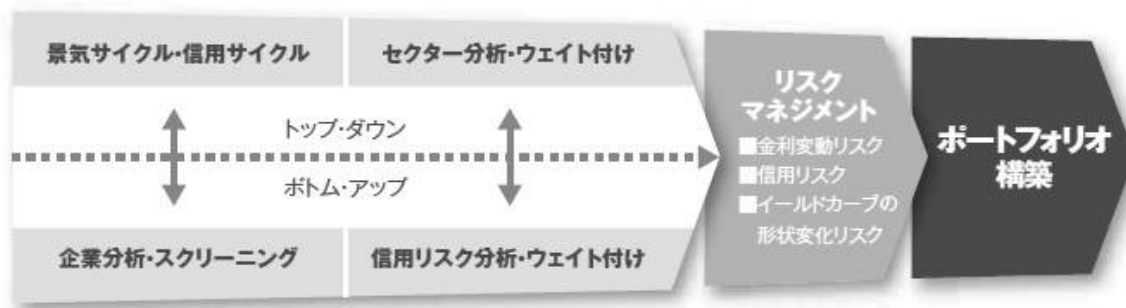 景気サイクル・信用サイクル
セクター分析・ウェイト付け
トップ・ダウン
ボトム・アップ
企業分析・スクリーニング
信用リスク分析・ウェイト付け
リスク
マネジメント
■金利変動リスク
■信用リスク
■イールドカーブの
形状変化リスク
ポートフォリオ
構築